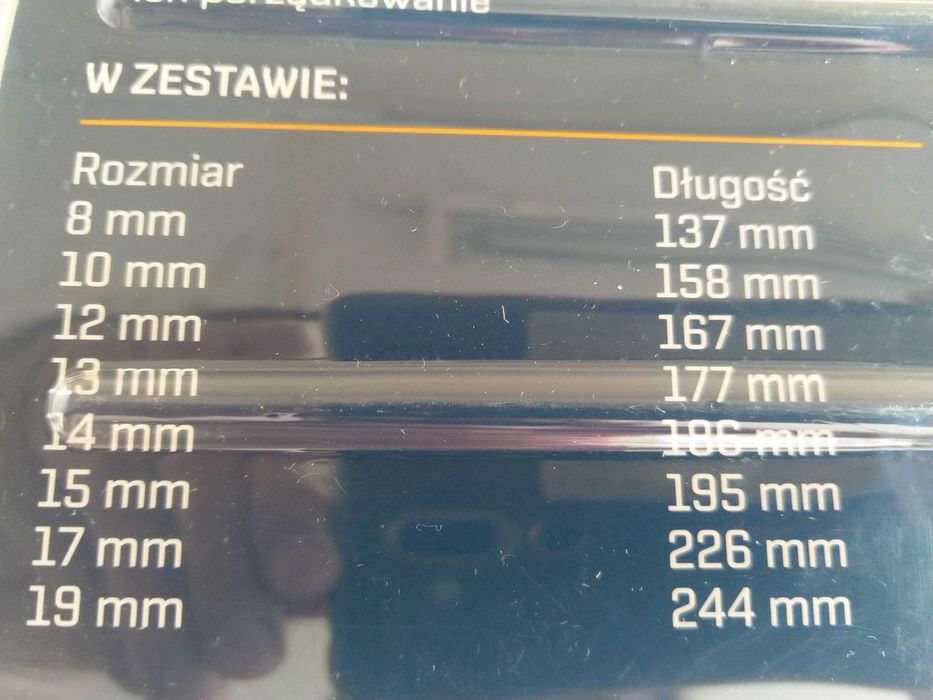 porządkowanie
W ZESTAWIE:
Rozmiar Długość
8 mm 137 mm
10 mm 158 mm
12 mm 167 mm
13 mm 177 mm
14 mm 186 mm
15 mm 195 mm
17 mm 226 mm
19 mm 244 mm